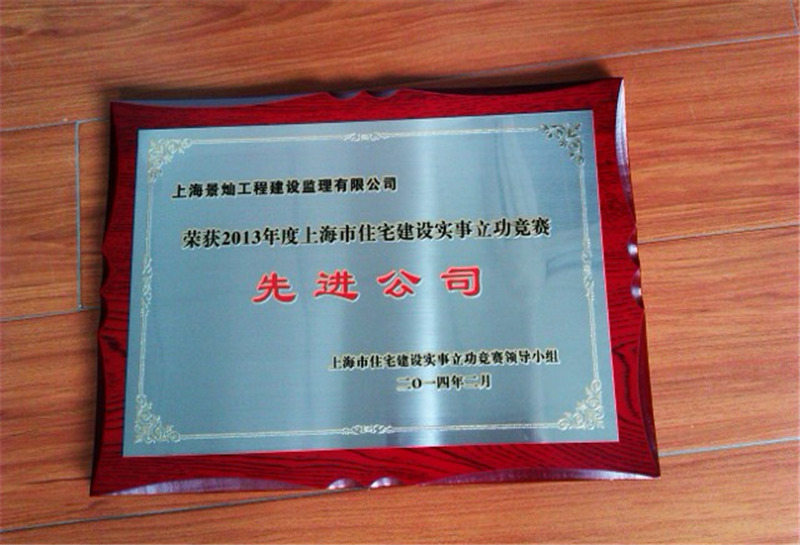 上海景灿工程建设监理有限公司
荣获2013年度上海市住宅建设实事立功竞赛
先进公司
上海市住宅建设实事立功竞赛领导小组
二〇一四年二月